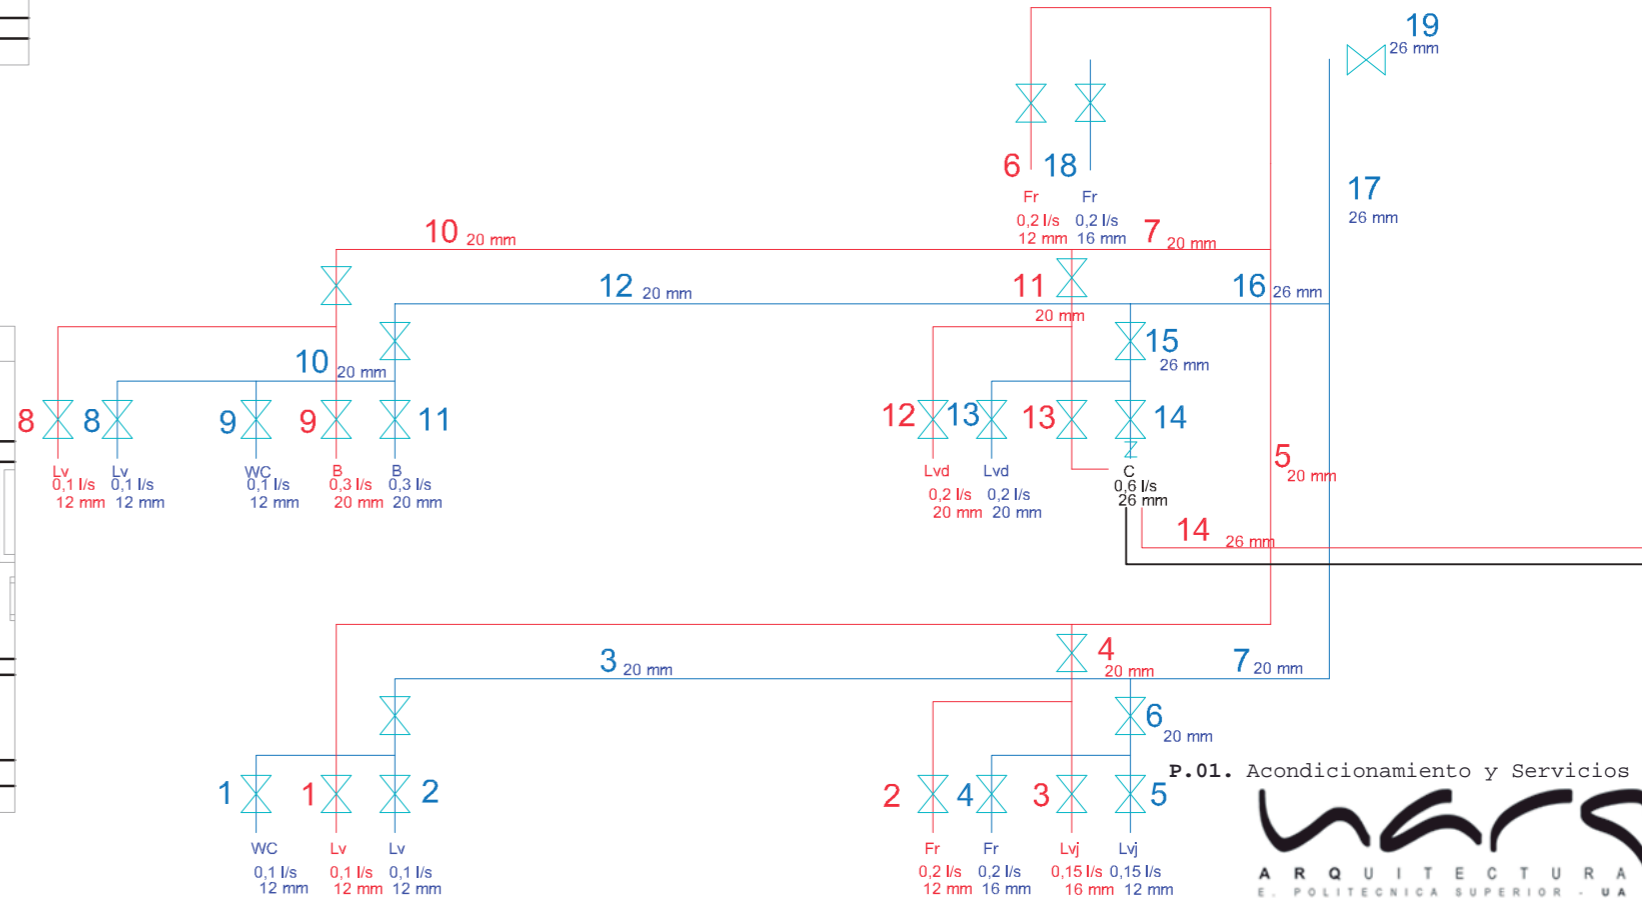 19
26 mm
6 18
17
Fr Fr
0,2 l/s 0,2 l/s
26 mm
10 20 mm
12 mm 16 mm
7 20 mm
12 20 mm
11
16 26 mm
20 mm
15
26 mm
10 20 mm
8 8 9 9 11
12 13 13 14
Lv Lv WC B B
0,1 l/s 0,1 l/s 0,1 l/s 0,3 l/s 0,3 l/s
12 mm 12 mm 12 mm 20 mm 20 mm
Lvd Lvd C
0,2 l/s 0,2 l/s 0,6 l/s
20 mm 20 mm 26 mm
5
20 mm
14 26 mm
3 20 mm
4
20 mm
7 20 mm
6
20 mm
P.01. Acondicionamiento y Servicios
1 1 2
2 4 3 5
WC Lv Lv
0,1 l/s 0,1 l/s 0,1 l/s
12 mm 12 mm 12 mm
Fr Fr Lvj Lvj
0,2 l/s 0,2 l/s 0,15 l/s 0,15 l/s
12 mm 16 mm 16 mm 12 mm
ARQUITECTURA
E. POLITECNICA SUPERIOR - UA